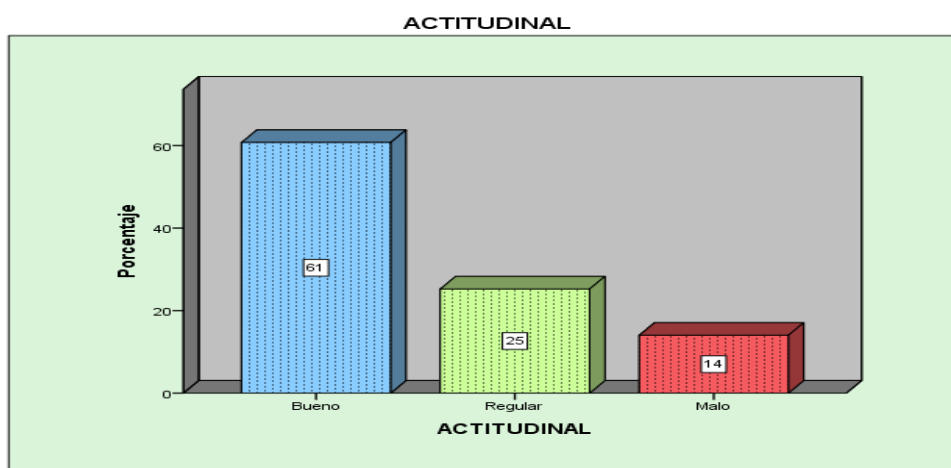 ACTITUDINAL
Porcentaje
60
40
20
0
61
25
14
Bueno Regular Malo
ACTITUDINAL